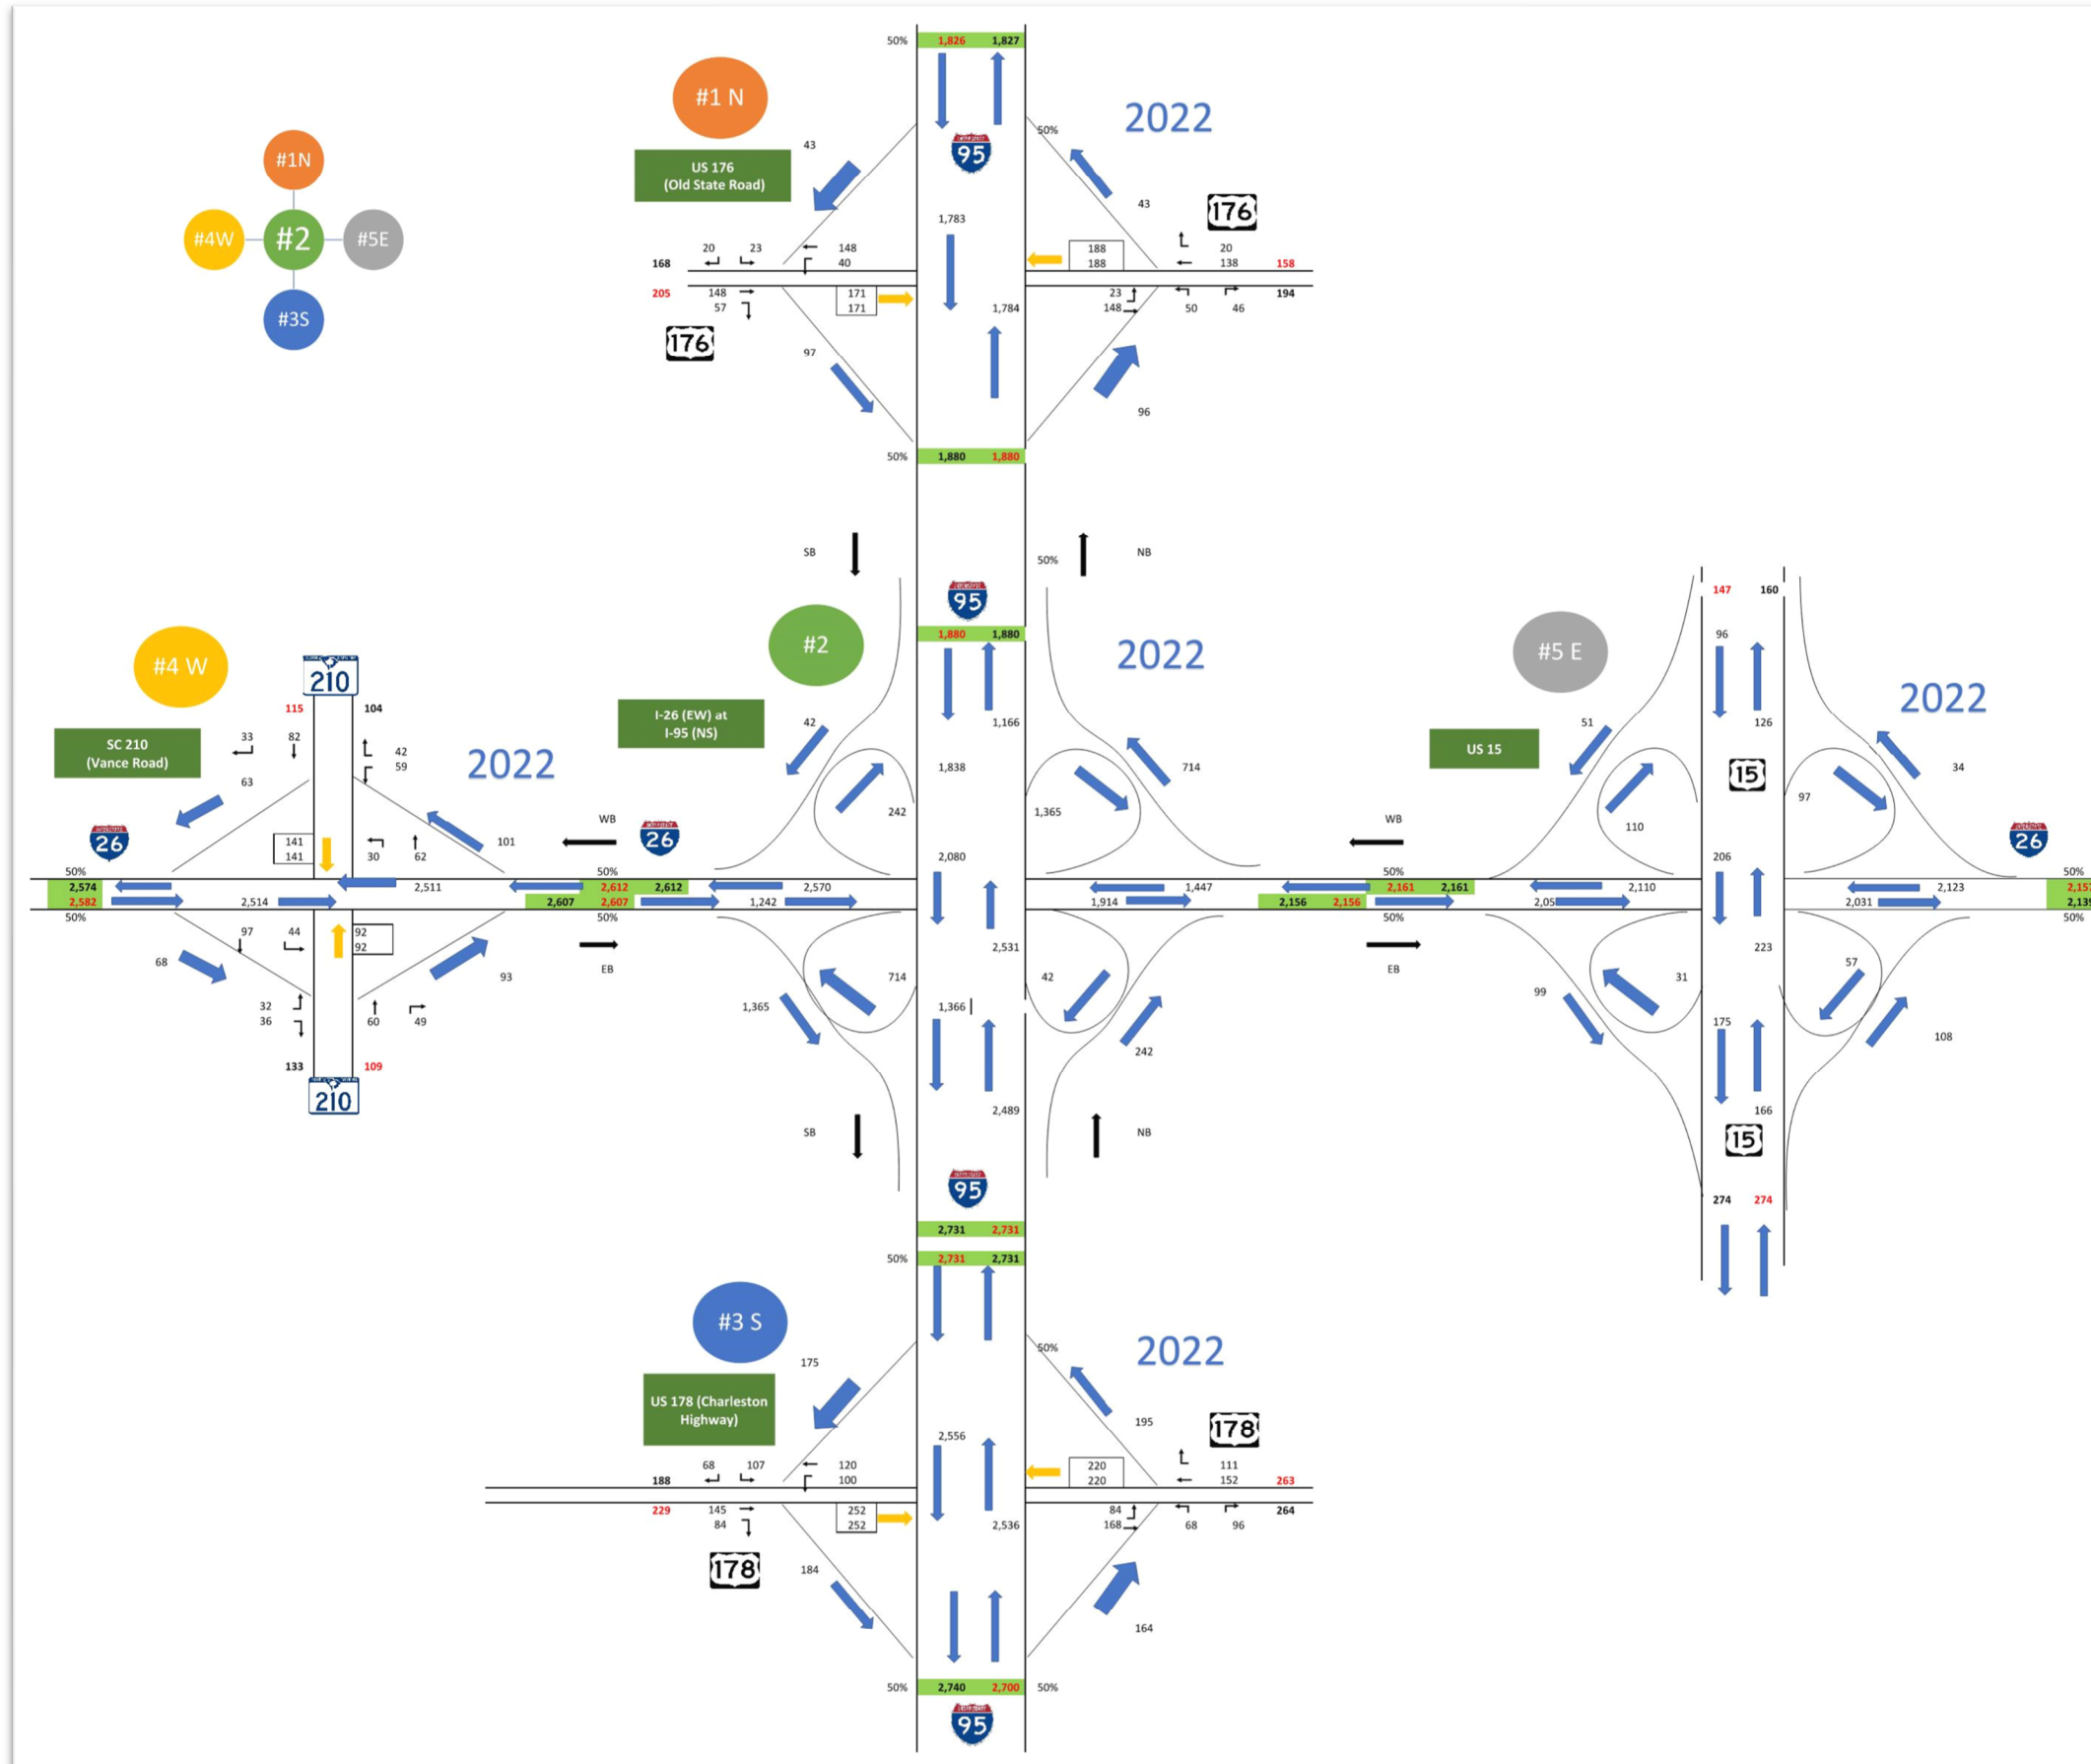 50% 1,826 1,827
#1 N
2022
95
50%
43
#1N
US 176
(Old State Road)
43
176
1,783
#4W #2 #5E
20 23 148 188 20
168 40 188 138 158
205 148 171 23 194
57 171 1,784 148 50 46
#3S
176
97
96
50% 1,880 1,880
SB NB
50%
95
1,880 1,880
#2
#4 W
#5 E
2022
147 160
96
210
115 104
42 1,166
51 126
2022
I-26 (EW) at
I-95 (NS)
US 15
SC 210
(Vance Road)
33 82 42
59
2022
63
1,838 714
15
34
97
242 1,365
110
WB 26 WB
26
26
141
141
30 62 101
2,080
206
50% 50% 50% 50%
2,574 2,511 2,612 2,612 2,570 1,447 2,161 2,161 2,110 2,123 2,157
2,582 2,514 2,607 2,607 1,242 1,914 2,156 2,156 2,05 2,031 2,139
50% 50% 50% 50%
97 44 92
92
2,531 223
68 93 EB EB
714 42 57
31
99
32 1,365 1,366
36 60 49
175
242 108
133 109
2,489 166
210
SB NB
15
95
274 274
2,731 2,731
50% 2,731 2,731
#3 S
2022
50%
175
US 178 (Charleston
Highway)
195
178
2,556
68 107 120 220 111
188 100 220 152 263
229 145 252 84 264
84 252 2,536 168 68 96
178
184
164
50% 2,740 2,700 50%
95